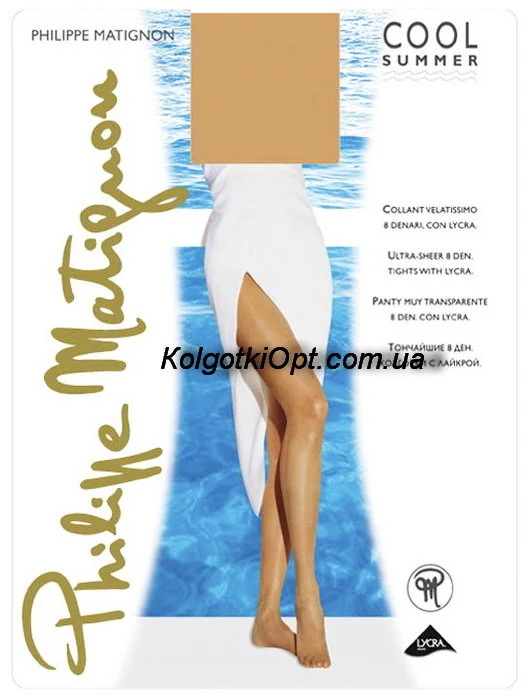 PHILIPPE MATIGNON
COOL
SUMMER
Philippe Matignon
COLLANT VELATISSIMO
8 DENARI, CON LYCRA.
ULTRA-SHEER 8 DEN.
TIGHTS WITH LYCRA.
PANTY MUY TRANSPARENTE
8 DEN. CON LYCRA.
ТОНЧАЙШИЕ 8 ДЕН.
С ЛАЙКРОЙ.
KolgotkiOpt.com.ua
LYCRA